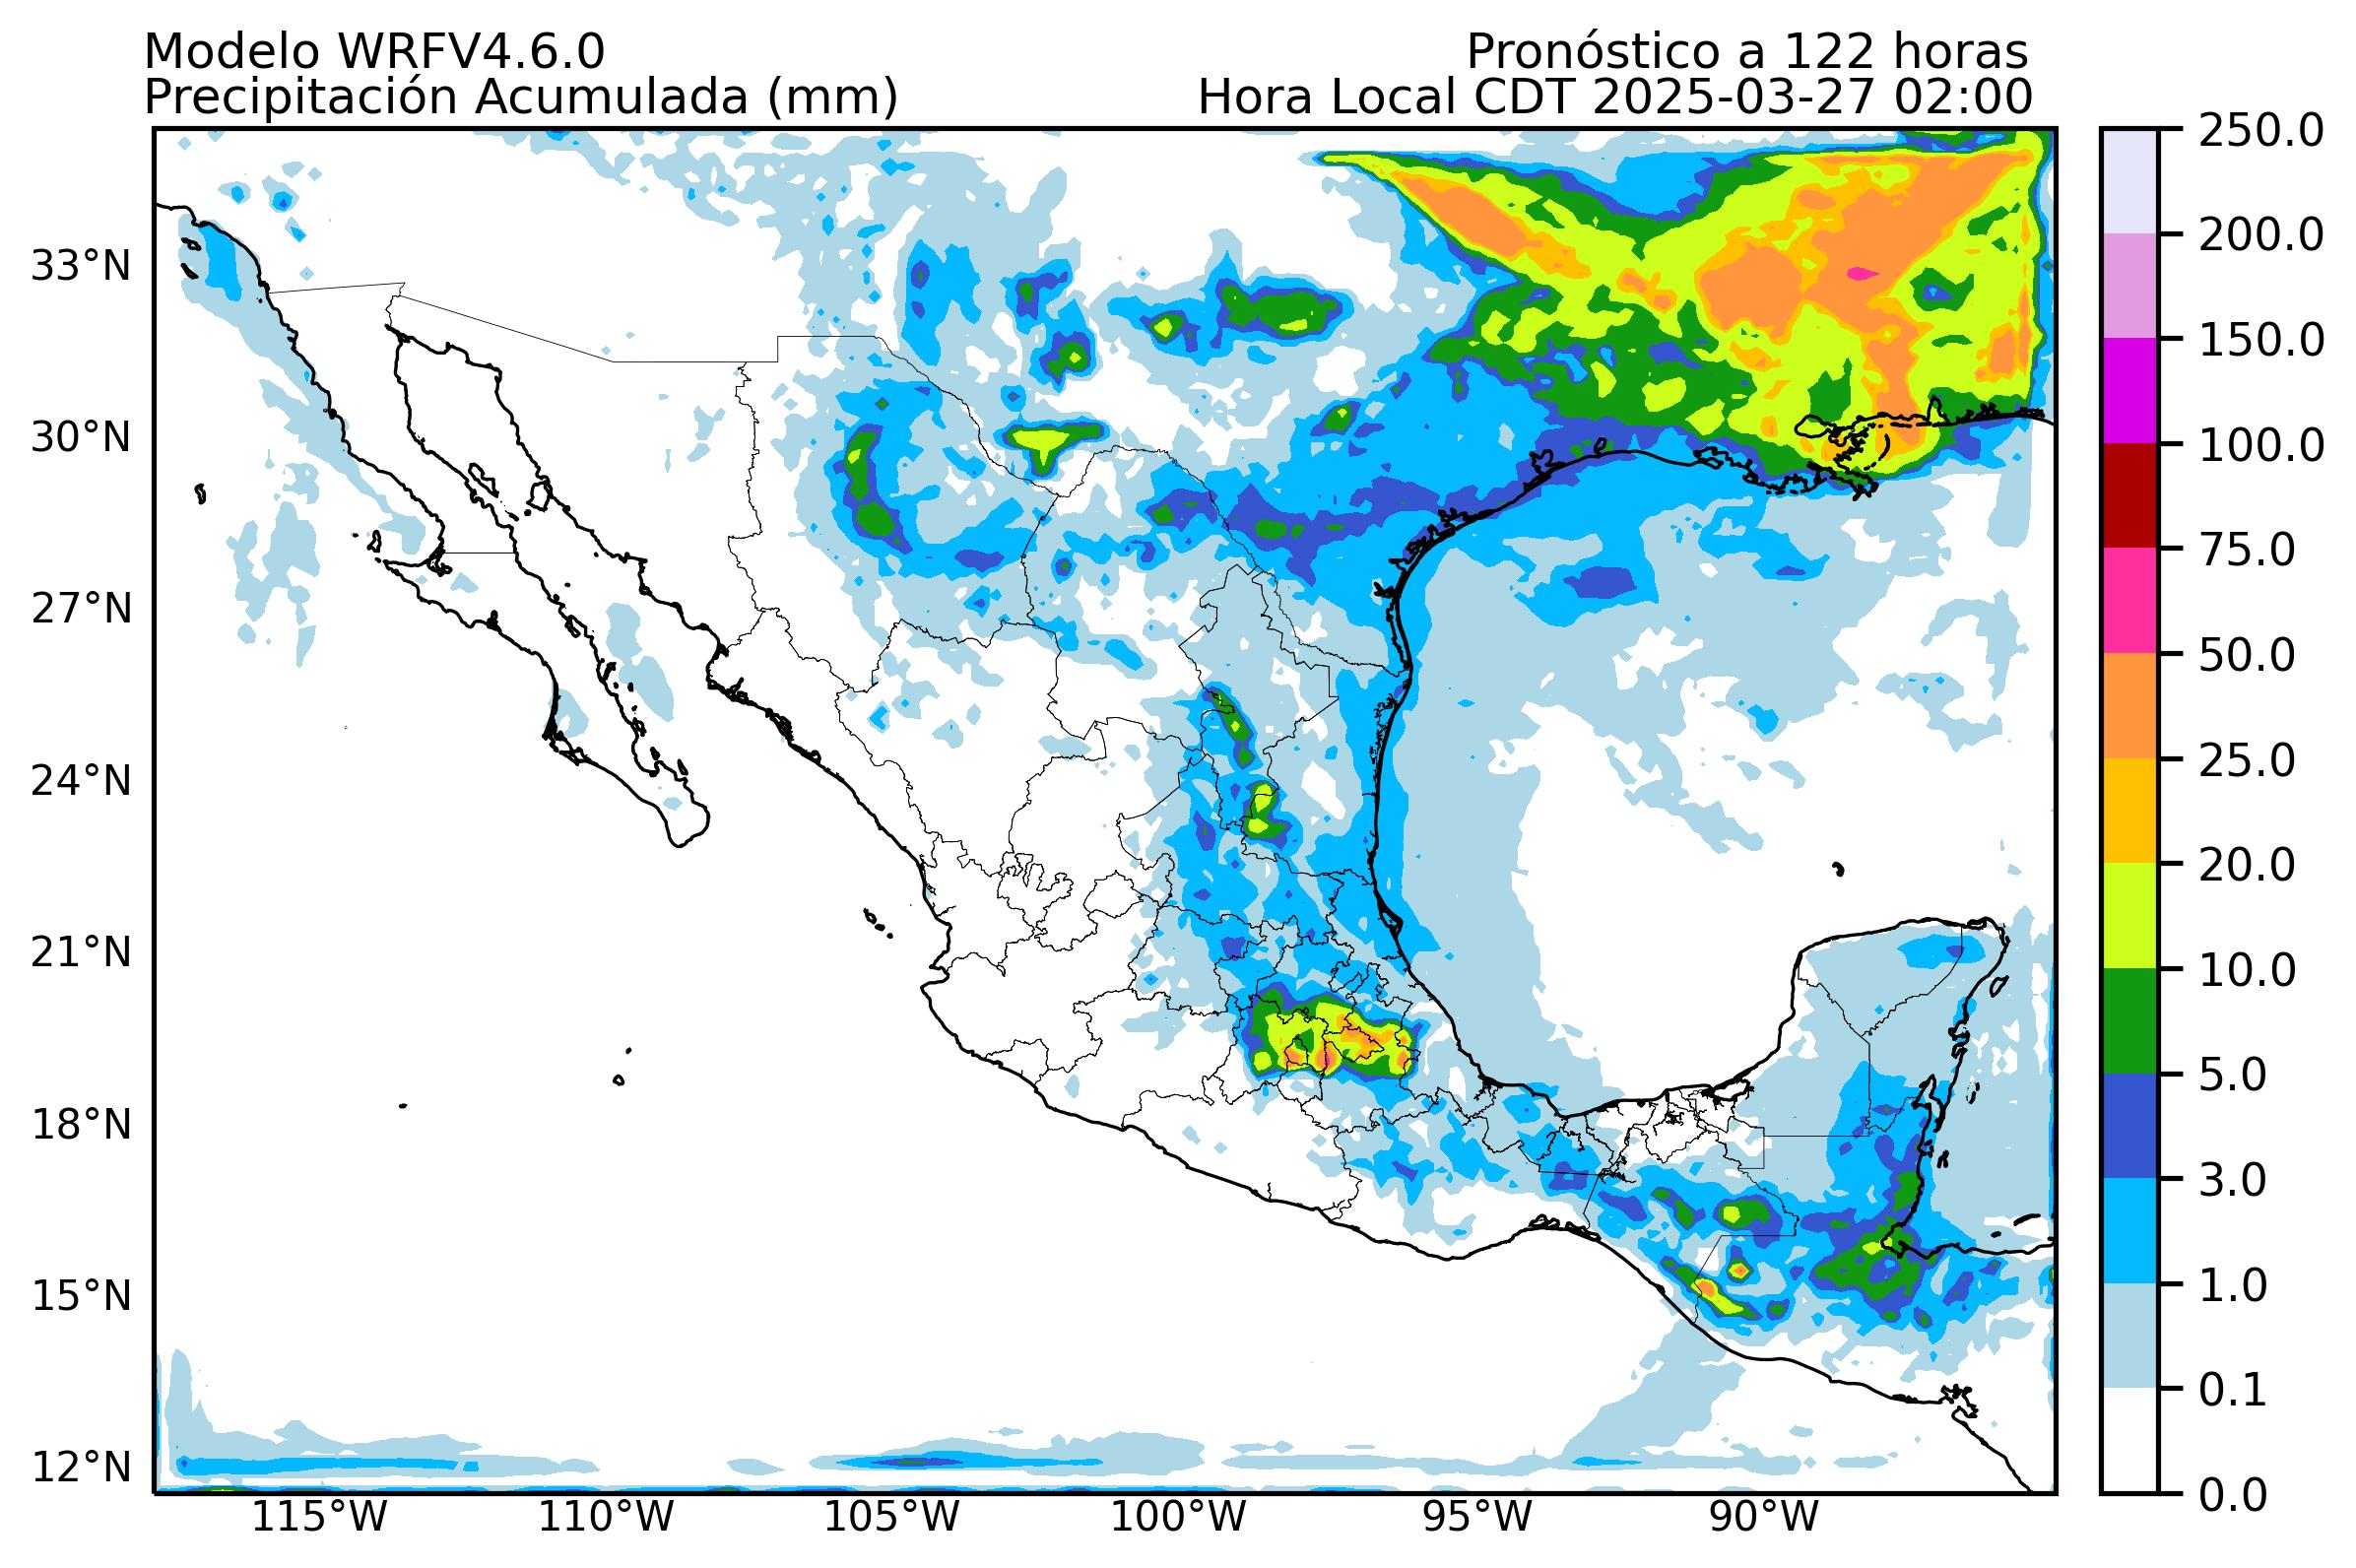 Modelo WRFV4.6.0
Pronóstico a 122 horas
Precipitación Acumulada (mm)
Hora Local CDT 2025-03-27 02:00
33°N
30°N
27°N
24°N
21°N
18°N
15°N
12°N
115°W
110°W
105°W
100°W
95°W
90°W
250.0
200.0
150.0
100.0
75.0
50.0
25.0
20.0
10.0
5.0
3.0
1.0
0.1
0.0